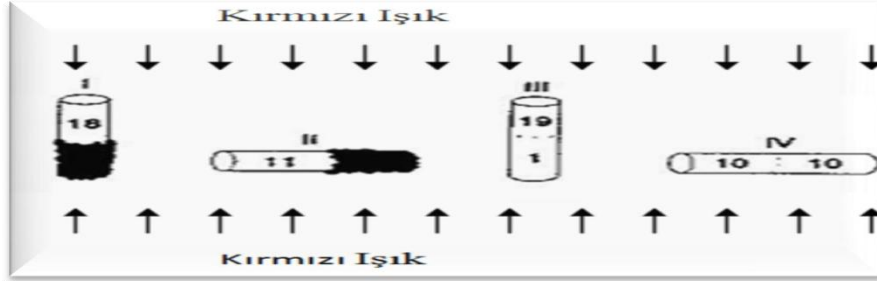 Kırmızı Işık
I
18
II
11
III
19
1
IV
10 10
Kırmızı Işık